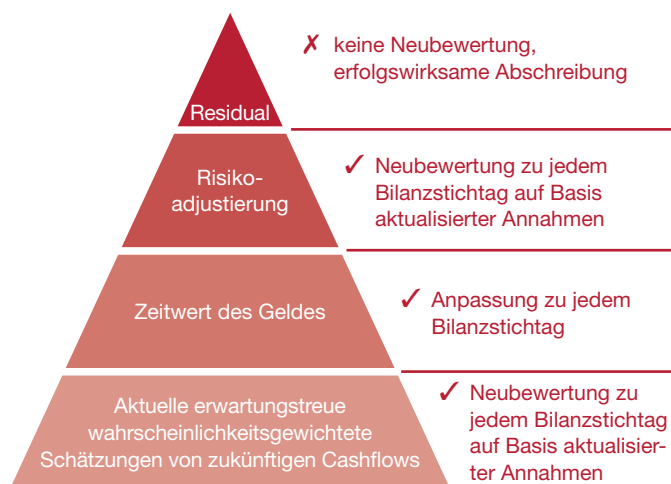 ✗ keine Neubewertung,
erfolgswirksame Abschreibung
Residual
✓ Neubewertung zu jedem
Bilanzstichtag auf Basis
aktualisierter Annahmen
Risiko-
adjustierung
✓ Anpassung zu jedem
Bilanzstichtag
Zeitwert des Geldes
✓ Neubewertung zu
jedem Bilanzstichtag
auf Basis aktualisier-
ter Annahmen
Aktuelle erwartungstreue
wahrscheinlichkeitsgewichtete
Schätzungen von zukünftigen Cashflows